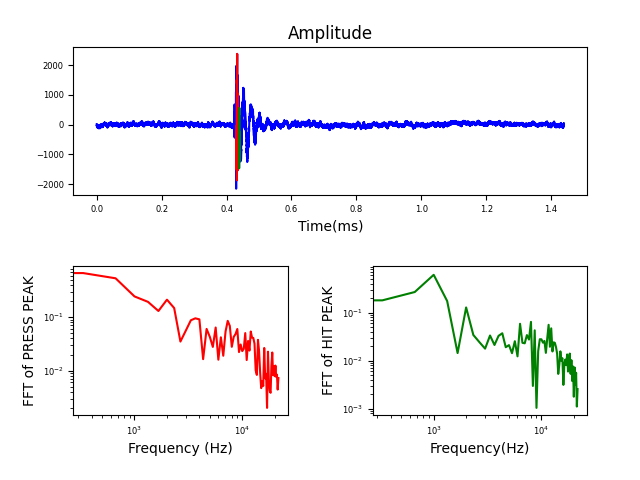 Amplitude
2000
1000
0
−1000
−2000
0.0 0.2 0.4 0.6 0.8 1.0 1.2 1.4
Time(ms)
FFT of PRESS PEAK
10⁻¹
10⁻²
10³ 10⁴
Frequency (Hz)
FFT of HIT PEAK
10⁻¹
10⁻²
10⁻³
10³ 10⁴
Frequency(Hz)